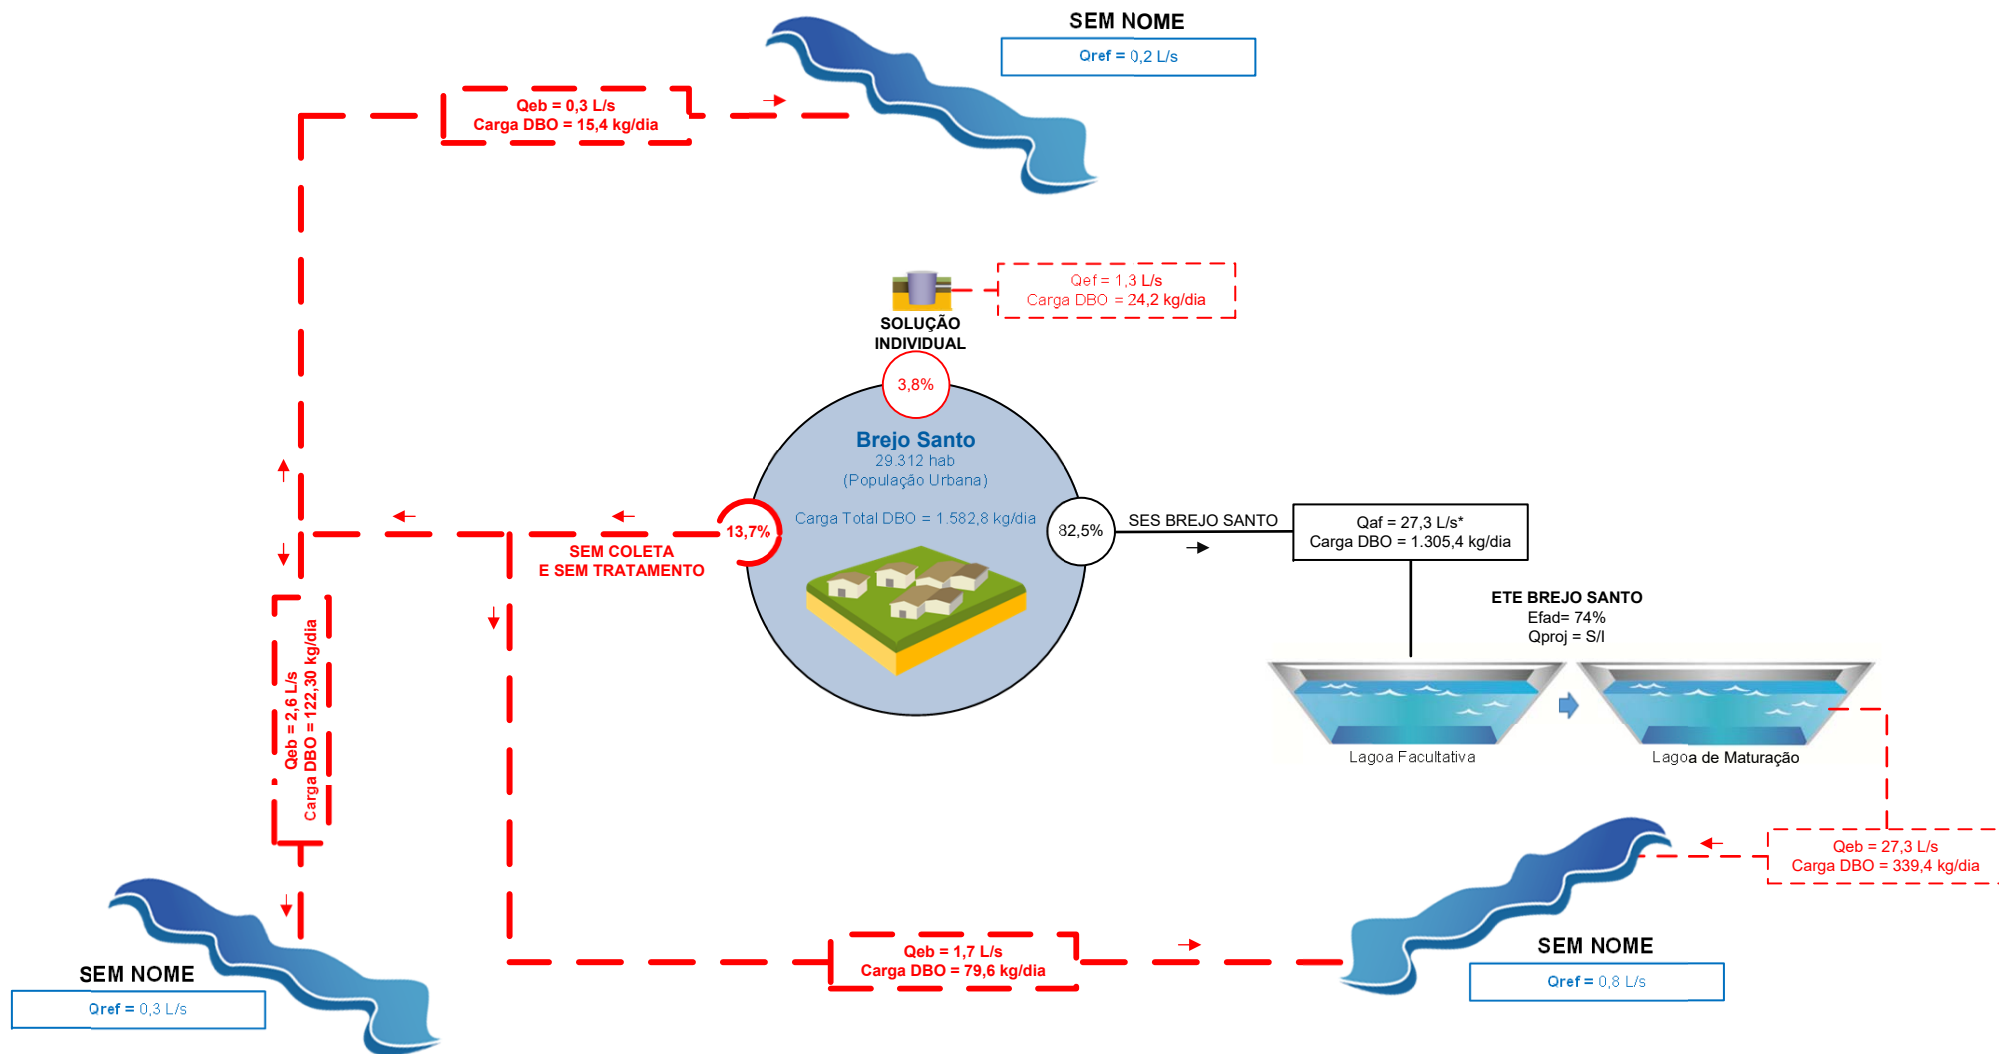 SEM NOME
Qref = 0,2 L/s
Qeb = 0,3 L/s
Carga DBO = 15,4 kg/dia
Qef = 1,3 L/s
Carga DBO = 24,2 kg/dia
SOLUÇÃO
INDIVIDUAL
3,8%
Brejo Santo
29.312 hab
(População Urbana)
Carga Total DBO = 1.582,8 kg/dia
13,7%
SEM COLETA
E SEM TRATAMENTO
82,5%
SES BREJO SANTO
Qaf = 27,3 L/s*
Carga DBO = 1.305,4 kg/dia
ETE BREJO SANTO
Efad= 74%
Qproj = S/I
Lagoa Facultativa
Lagoa de Maturação
Qeb = 2,6 L/s
Carga DBO = 122,30 kg/dia
Qeb = 27,3 L/s
Carga DBO = 339,4 kg/dia
Qeb = 1,7 L/s
Carga DBO = 79,6 kg/dia
SEM NOME
Qref = 0,8 L/s
SEM NOME
Qref = 0,3 L/s